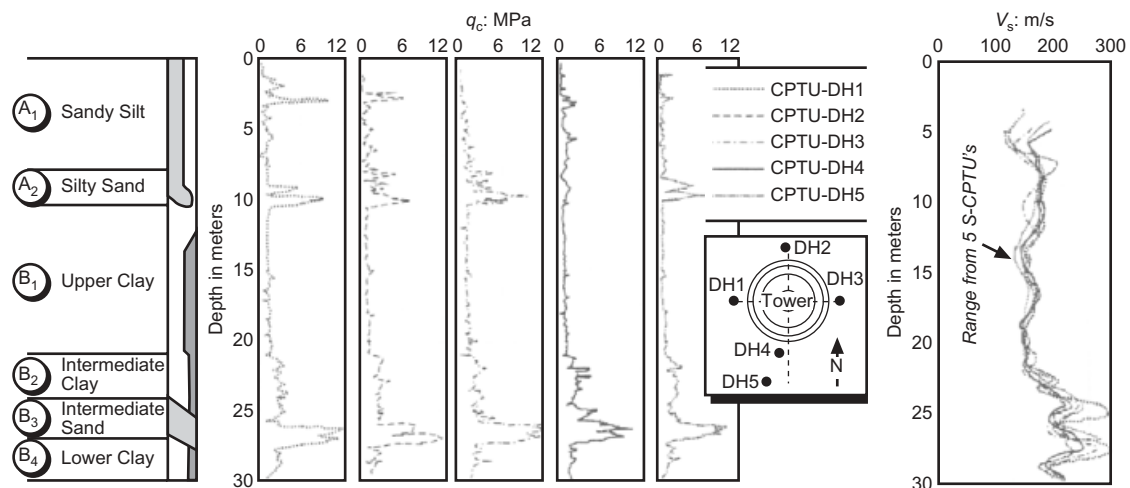 q_c: MPa
V_s: m/s
0 6 12 0 6 12 0 6 12 0 6 12 0 6 12
0 100 200 300
A1 Sandy Silt
A2 Silty Sand
B1 Upper Clay
B2 Intermediate
Clay
B3 Intermediate
Sand
B4 Lower Clay
Depth in meters
0
5
10
15
20
25
30
CPTU-DH1
CPTU-DH2
CPTU-DH3
CPTU-DH4
CPTU-DH5
DH2
DH1
DH3
Tower
DH4
N
DH5
Depth in meters
0
5
10
15
20
25
30
Range from 5 S-CPTU's